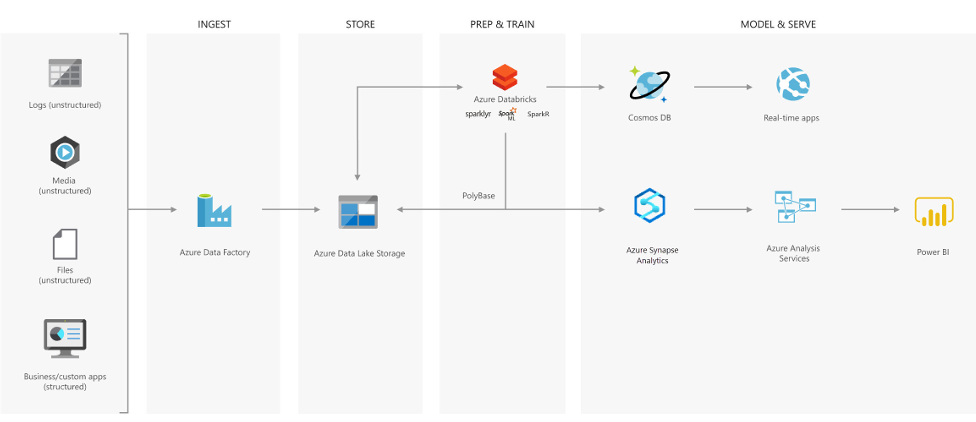 INGEST
STORE
PREP & TRAIN
MODEL & SERVE
Logs (unstructured)
Media
(unstructured)
Files
(unstructured)
Business/custom apps
(structured)
Azure Data Factory
Azure Data Lake Storage
Azure Databricks
sparklyr
Spark
ML
SparkR
PolyBase
Cosmos DB
Real-time apps
Azure Synapse
Analytics
Azure Analysis
Services
Power BI